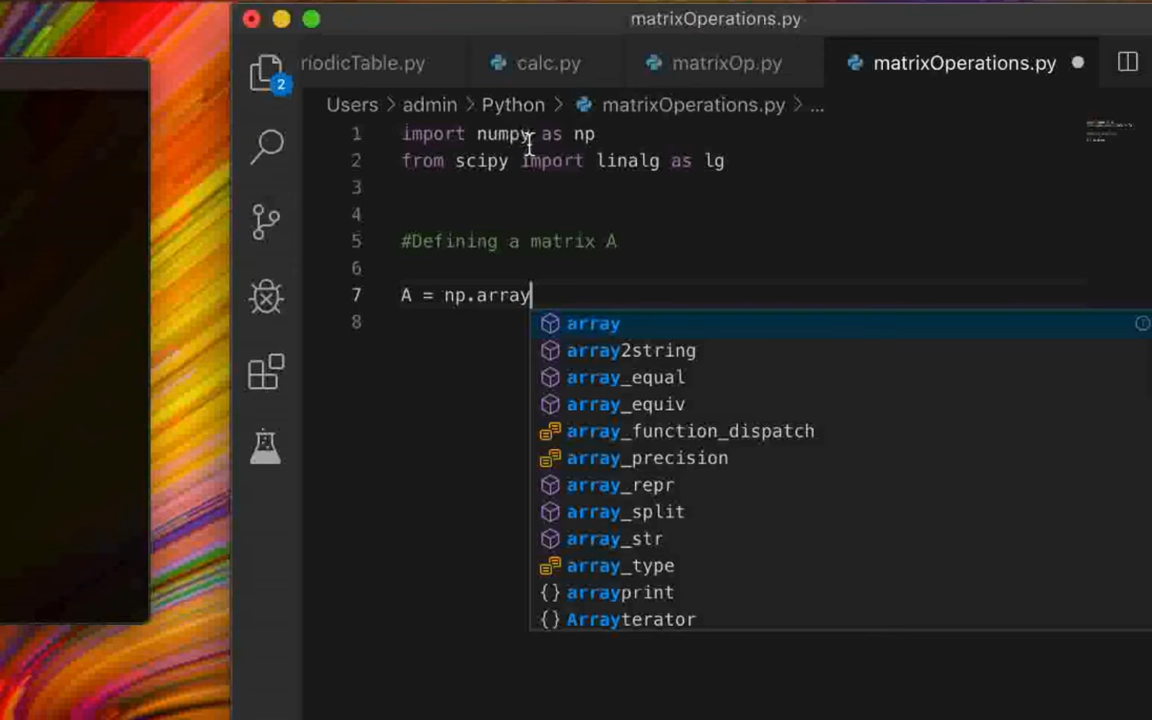 matrixOperations.py
riodicTable.py calc.py matrixOp.py matrixOperations.py
2
Users > admin > Python > matrixOperations.py > ...
1 import numpy as np
2 from scipy import linalg as lg
3
4
5 #Defining a matrix A
6
7 A = np.array
8
array
array2string
array_equal
array_equiv
array_function_dispatch
array_precision
array_repr
array_split
array_str
array_type
arrayprint
Arrayterator